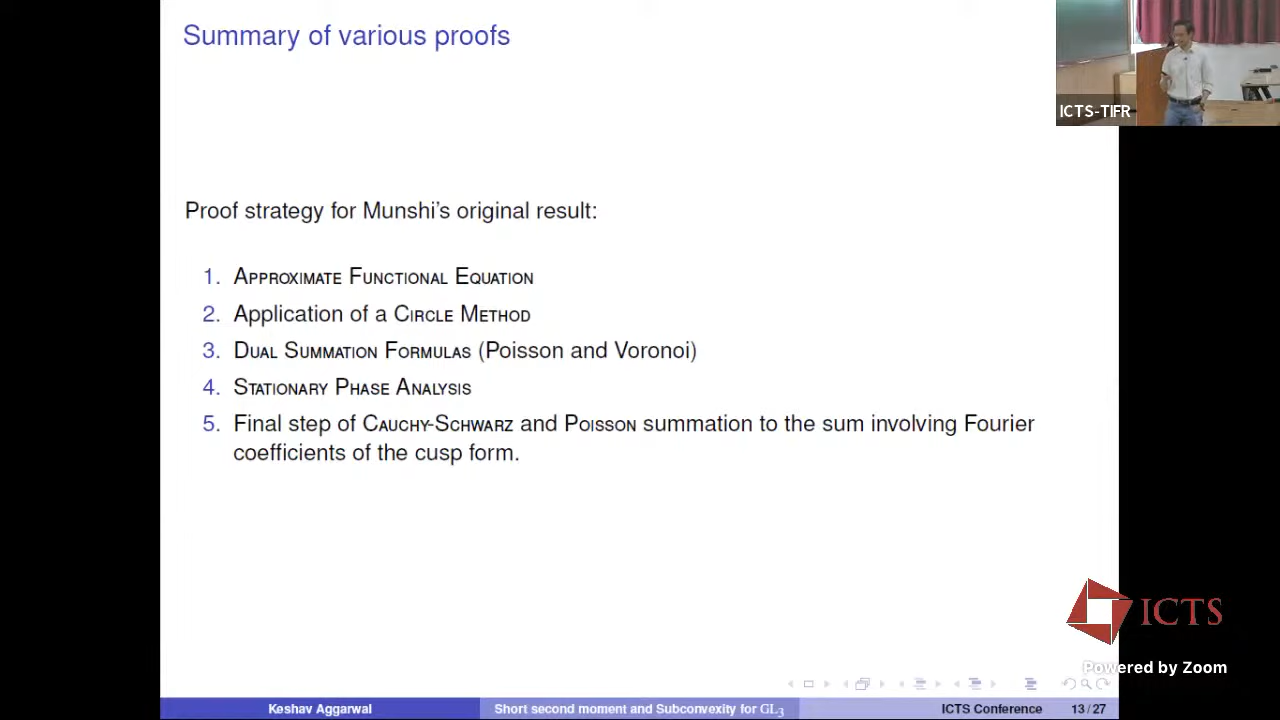 Summary of various proofs
ICTS-TIFR
Proof strategy for Munshi's original result:
1. Approximate Functional Equation
2. Application of a Circle Method
3. Dual Summation Formulas (Poisson and Voronoi)
4. Stationary Phase Analysis
5. Final step of Cauchy-Schwarz and Poisson summation to the sum involving Fourier
coefficients of the cusp form.
ICTS
Powered by Zoom
Keshav Aggarwal Short second moment and Subconvexity for GL₃ ICTS Conference 13 / 27